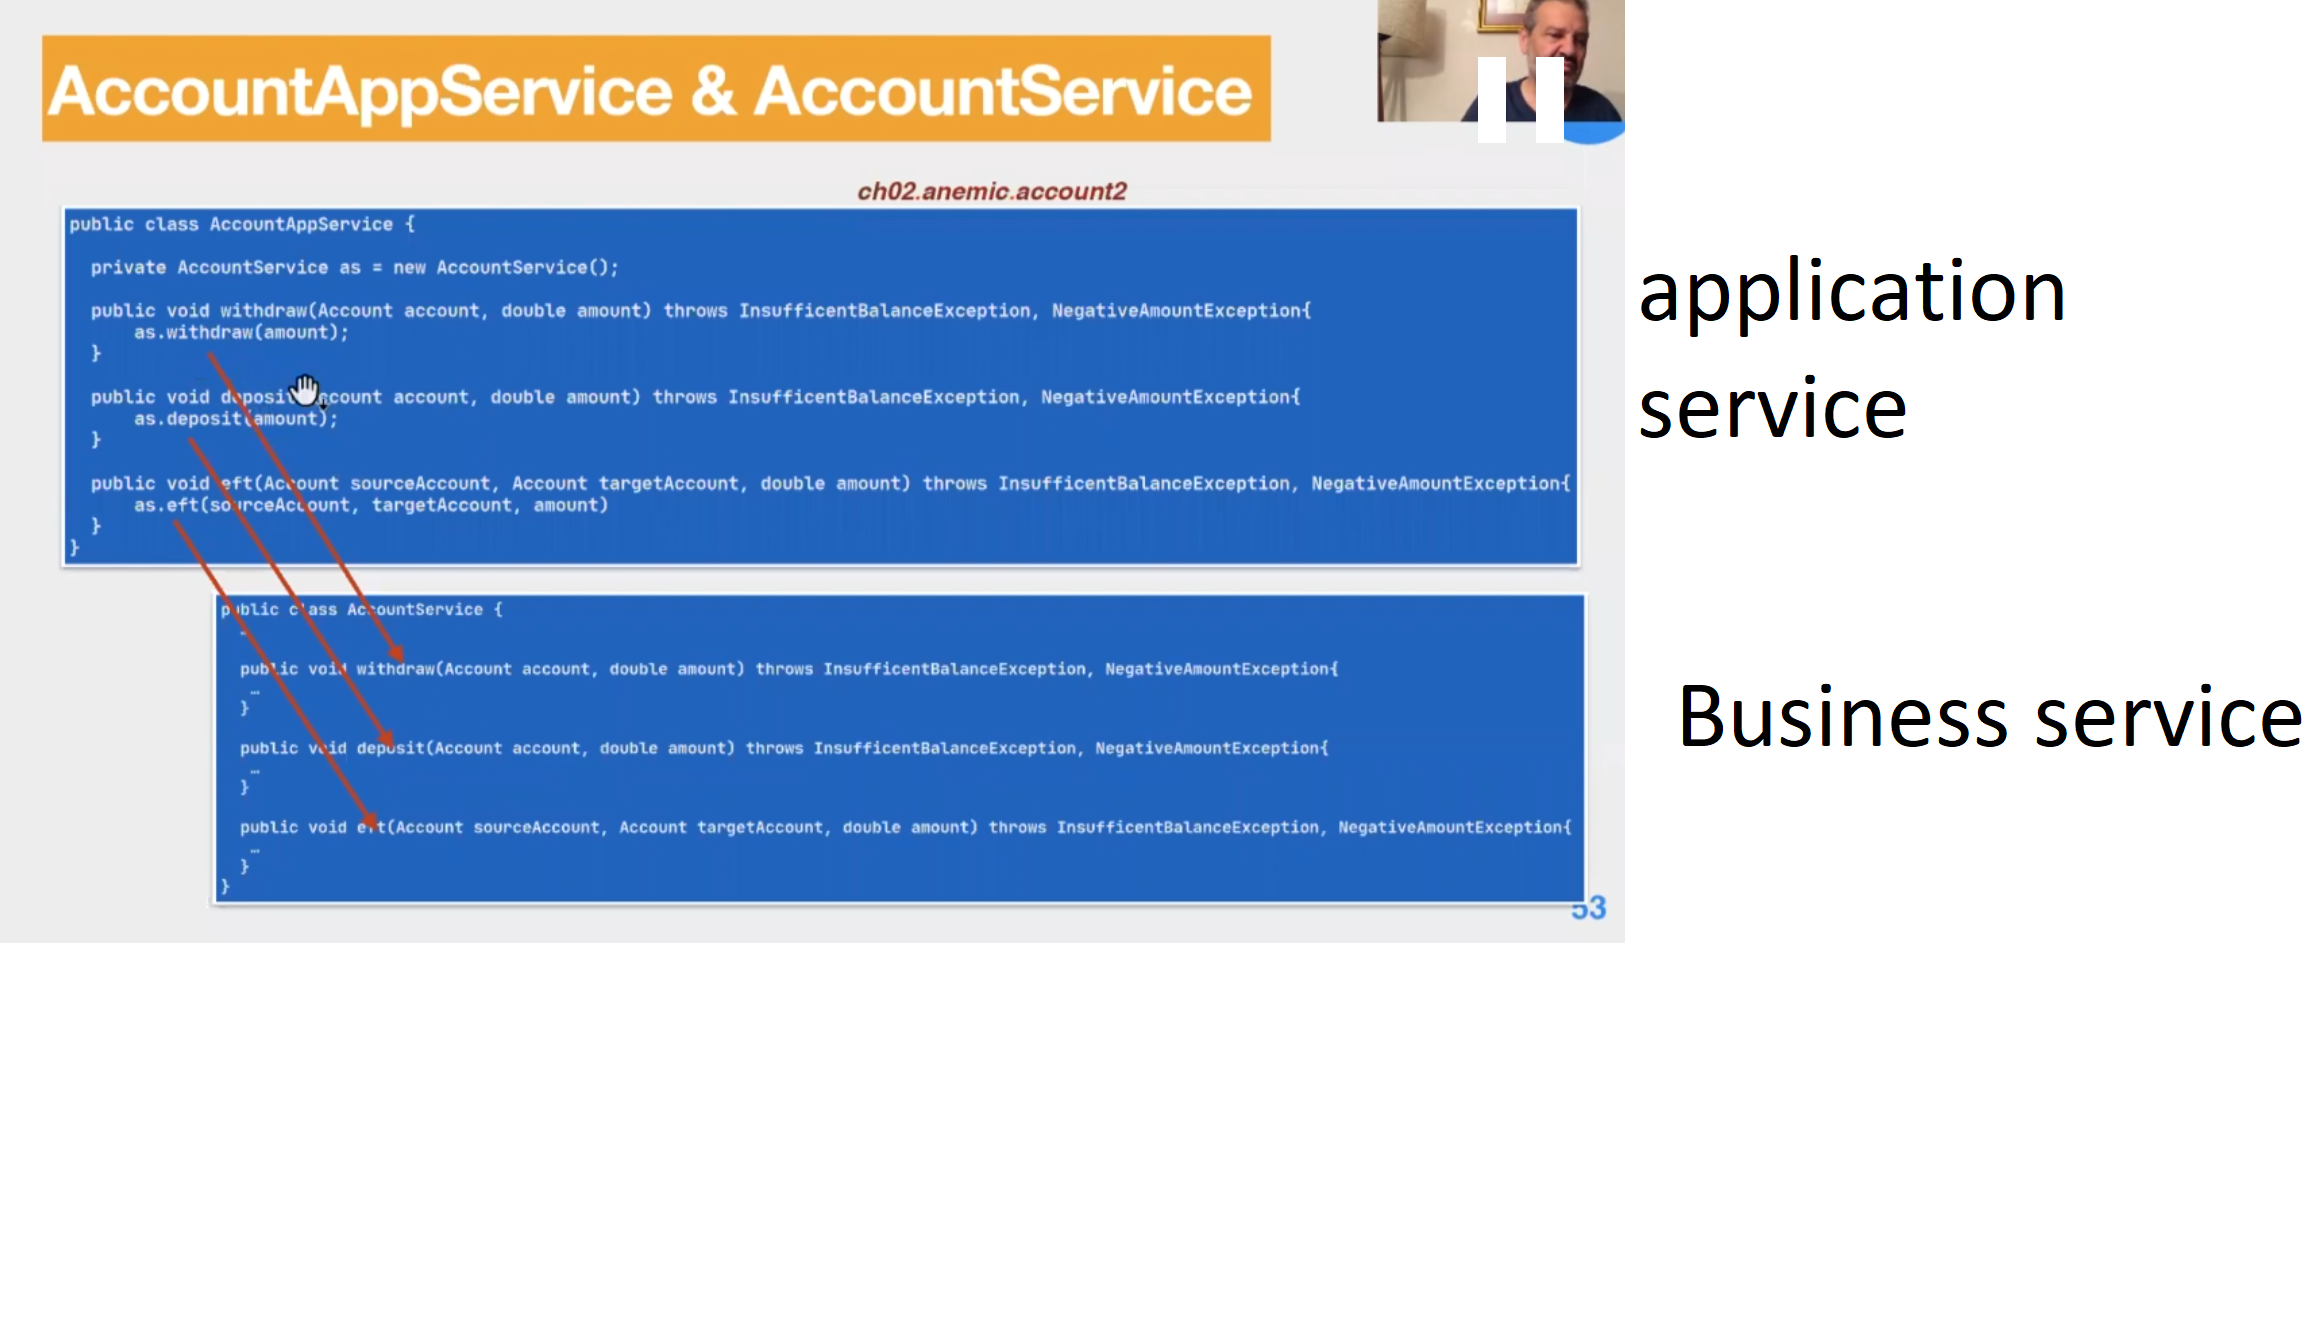 AccountAppService & AccountService
ch02.anemic.account2
public class AccountAppService {
private AccountService as = new AccountService();
public void withdraw(Account account, double amount) throws InsufficentBalanceException, NegativeAmountException{
as.withdraw(amount);
}
public void deposit(Account account, double amount) throws InsufficentBalanceException, NegativeAmountException{
as.deposit(amount);
}
public void eft(Account sourceAccount, Account targetAccount, double amount) throws InsufficentBalanceException, NegativeAmountException{
as.eft(sourceAccount, targetAccount, amount)
}
}
application
service
public class AccountService {
…
public void withdraw(Account account, double amount) throws InsufficentBalanceException, NegativeAmountException{
…
}
public void deposit(Account account, double amount) throws InsufficentBalanceException, NegativeAmountException{
…
}
public void eft(Account sourceAccount, Account targetAccount, double amount) throws InsufficentBalanceException, NegativeAmountException{
…
}
}
Business service
53